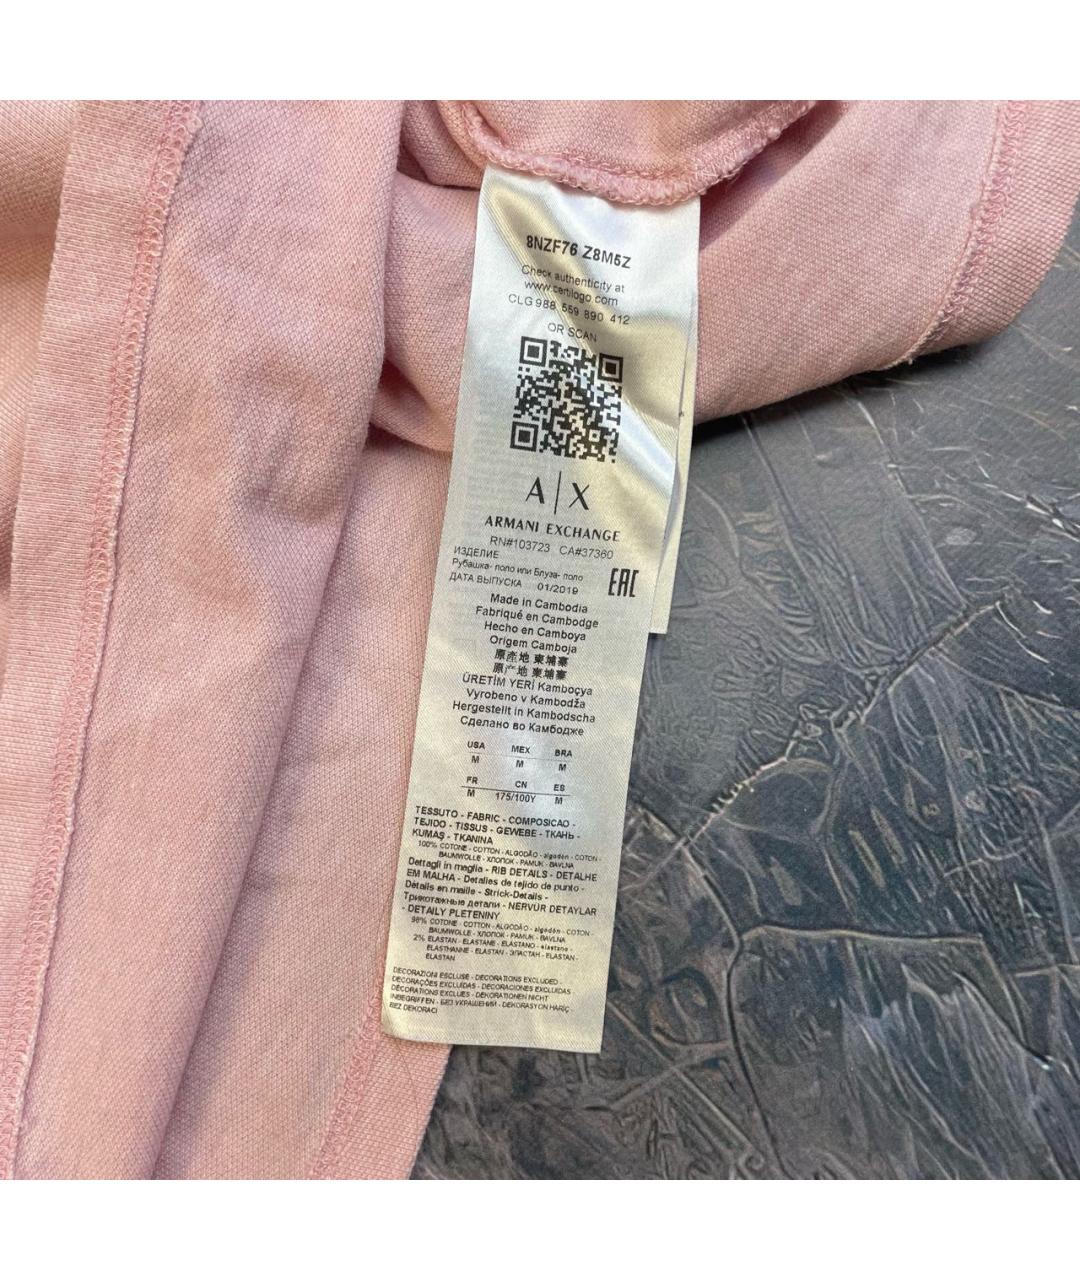 8NZF76 Z8M5Z
Check authenticity at
www.certilogo.com
CLG 988 559 890 412
OR SCAN
A|X
ARMANI EXCHANGE
RN#103723 CA#37360
ИЗДЕЛИЕ
Рубашка- поло или Блуза- поло
ДАТА ВЫПУСКА 01/2019
EAC
Made in Cambodia
Fabriqué en Cambodge
Hecho en Camboya
Origem Camboja
原產地 柬埔寨
原产地 柬埔寨
ÜRETİM YERİ Kamboçya
Vyrobeno v Kambodža
Hergestellt in Kambodscha
Сделано во Камбодже
USA MEX BRA
M M M
FR CN ES
M 175/100Y M
TESSUTO - FABRIC - COMPOSICAO -
TEJIDO - TISSUS - GEWEBE - ТКАНЬ -
KUMAŞ - TKANINA
100% COTONE - COTTON - ALGODÃO - algodón - COTON -
BAUMWOLLE - ХЛОПОК - PAMUK - BAVLNA
Dettagli in maglia - RIB DETAILS - DETALHE
EM MALHA - Detalles de tejido de punto -
Détails en maille - Strick-Details -
Трикотажные детали - NERVÜR DETAYLAR
- DETAILY PLETENINY
98% COTONE - COTTON - ALGODÃO - algodón - COTON -
BAUMWOLLE - ХЛОПОК - PAMUK - BAVLNA
2% ELASTAN - ELASTANE - ELASTANO - elastano -
ELASTHANNE - ELASTAN - ЭЛАСТАН - ELASTAN -
ELASTAN
DECORAZIONI ESCLUSE - DECORATIONS EXCLUDED -
DECORAÇÕES EXCLUIDAS - DECORACIONES EXCLUIDAS
DÉCORATIONS EXCLUES - DEKORATIONEN NICHT
INBEGRIFFEN - БЕЗ УКРАШЕНИЙ - DEKORASYON HARİÇ -
BEZ DEKORACI